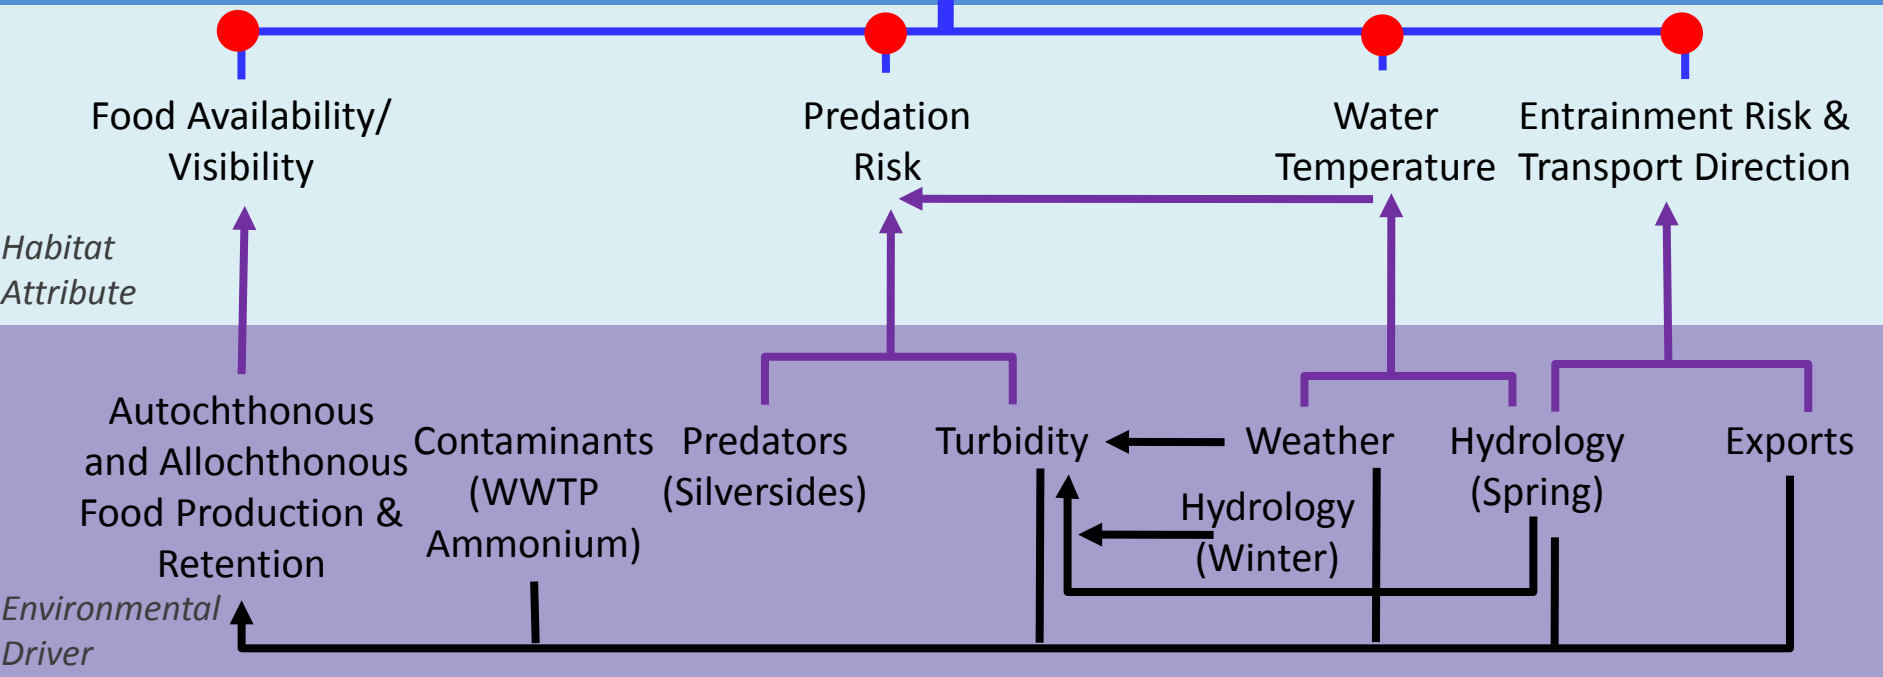 Food Availability/
Visibility
Predation
Risk
Water
Temperature
Entrainment Risk &
Transport Direction
Habitat
Attribute
Autochthonous
and Allochthonous
Food Production &
Retention
Contaminants
(WWTP
Ammonium)
Predators
(Silversides)
Turbidity
Weather
Hydrology
(Winter)
Hydrology
(Spring)
Exports
Environmental
Driver